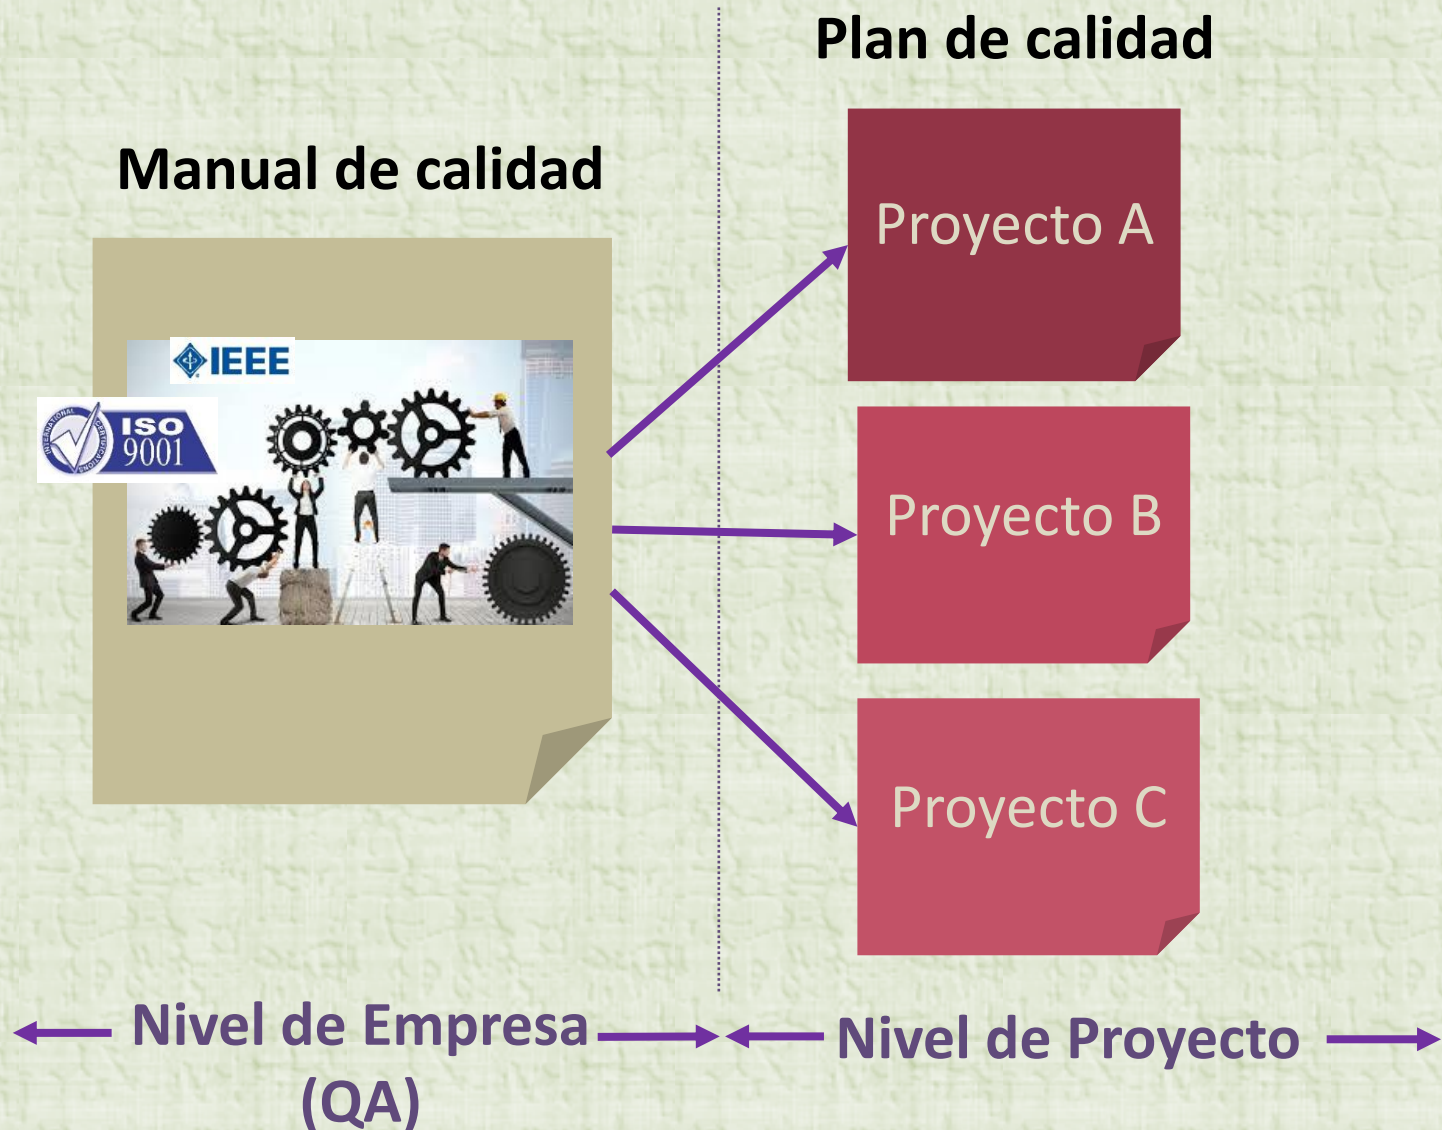 Plan de calidad
Manual de calidad
Proyecto A
IEEE
ISO
9001
Proyecto B
Proyecto C
Nivel de Empresa
(QA)
Nivel de Proyecto